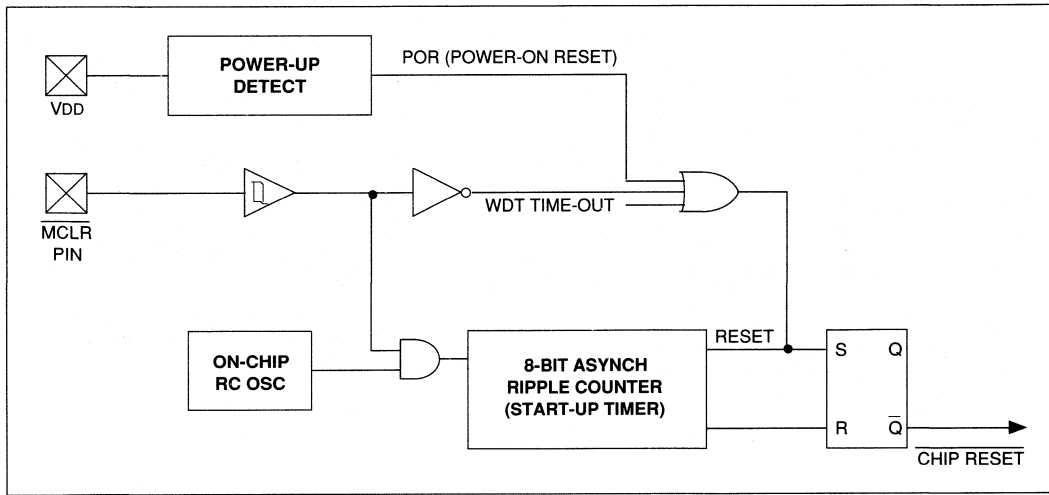 POWER-UP
DETECT
POR (POWER-ON RESET)
VDD
WDT TIME-OUT
MCLR
PIN
ON-CHIP
RC OSC
8-BIT ASYNCH
RIPPLE COUNTER
(START-UP TIMER)
RESET
S Q
R Q̅
CHIP RESET